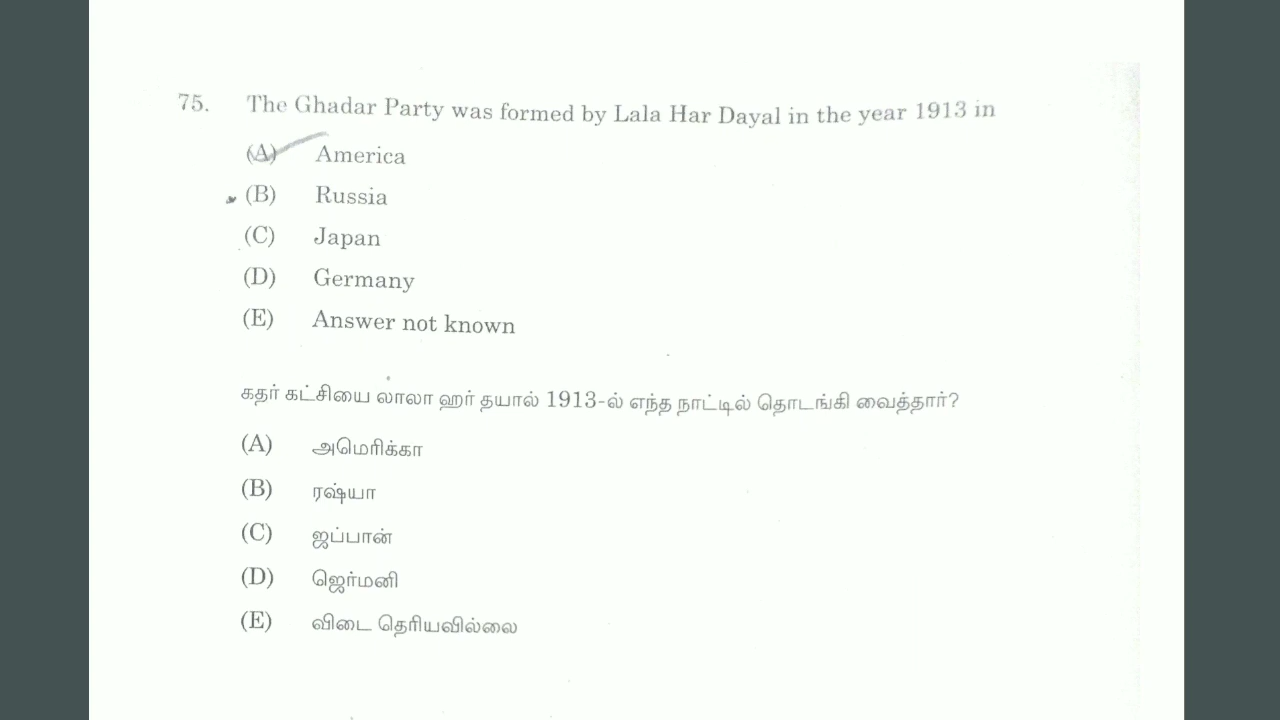 75. The Ghadar Party was formed by Lala Har Dayal in the year 1913 in
(A) America
(B) Russia
(C) Japan
(D) Germany
(E) Answer not known
கதர் கட்சியை லாலா ஹர் தயால் 1913-ல் எந்த நாட்டில் தொடங்கி வைத்தார்?
(A) அமெரிக்கா
(B) ரஷ்யா
(C) ஜப்பான்
(D) ஜெர்மனி
(E) விடை தெரியவில்லை